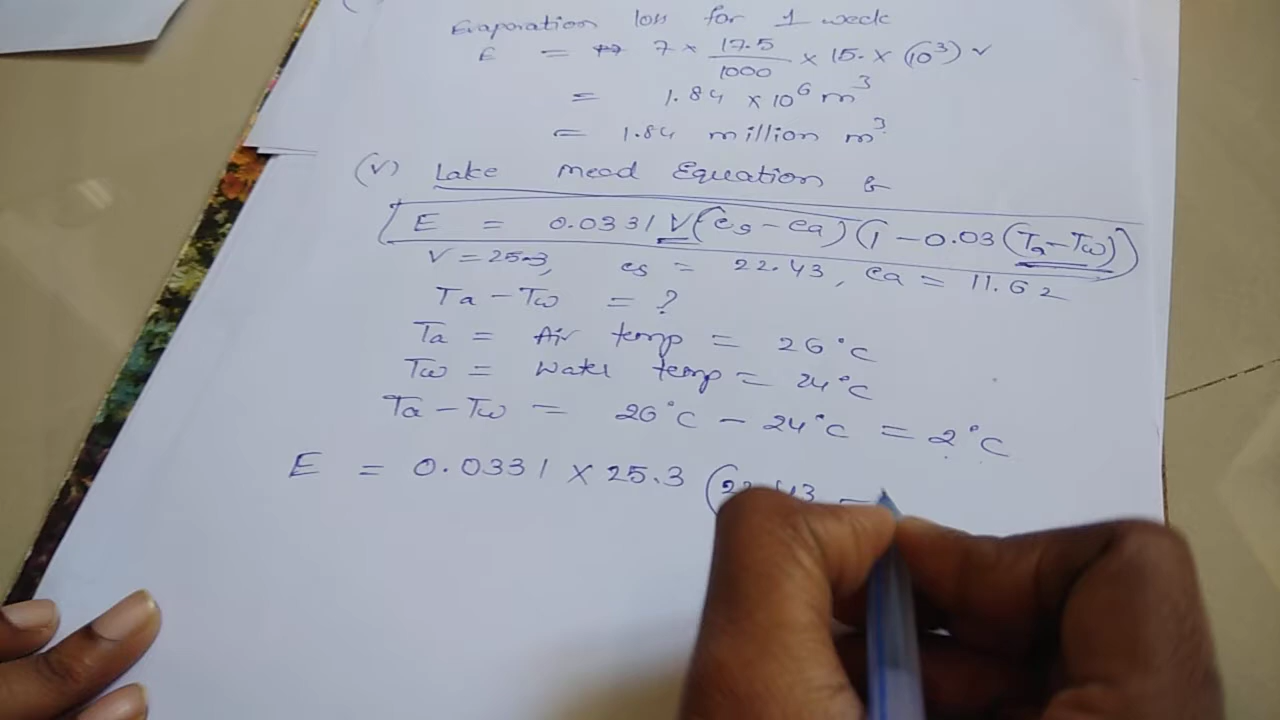 Evaporation loss for 1 week
E = 7 × 17.5/1000 × 15. × (10³)
= 1.84 × 10⁶ m³
= 1.84 million m³
(V) Lake mead Equation
E = 0.0331 V(es - ea) (1 - 0.03 (Ta - Tw))
V = 25.3, es = 22.43, ea = 11.62
Ta - Tw = ?
Ta = Air temp = 26°C
Tw = Water temp = 24°C
Ta - Tw = 26°C - 24°C = 2°C
E = 0.0331 × 25.3 (22.43 -